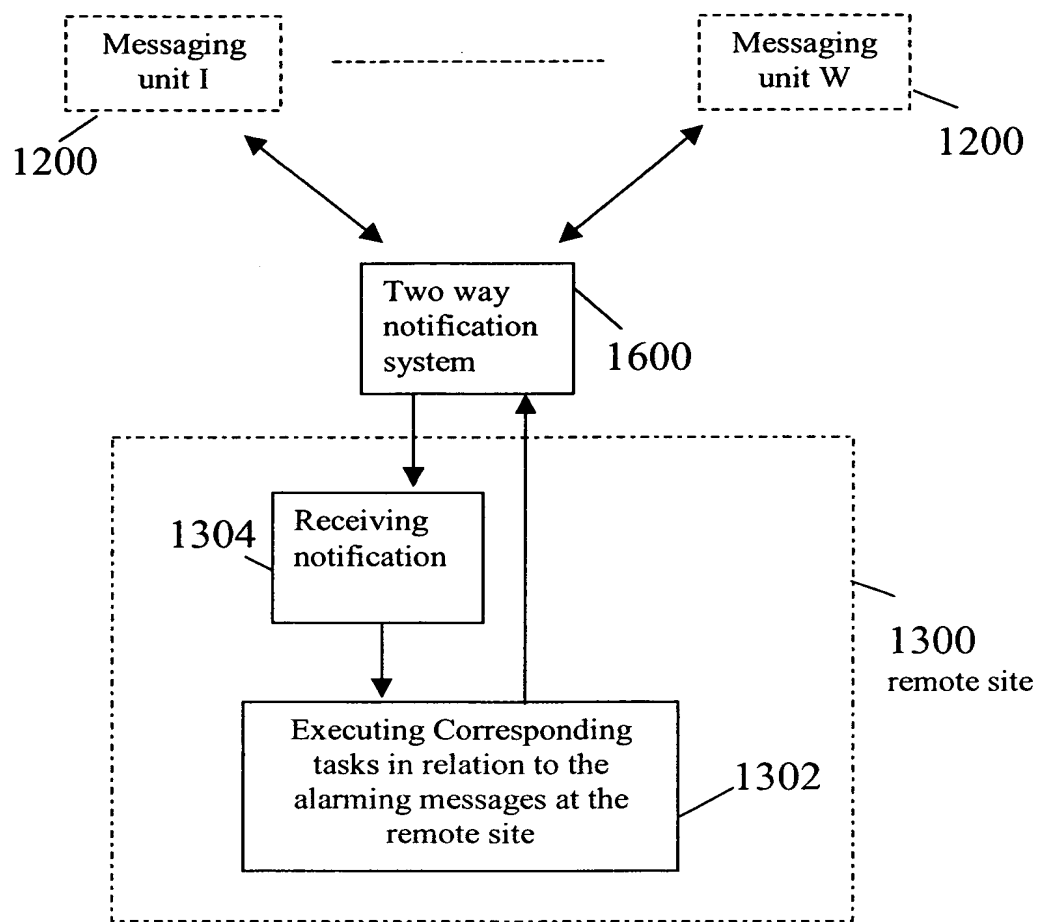 Messaging
unit I
Messaging
unit W
1200
1200
Two way
notification
system
1600
Receiving
notification
1304
1300
remote site
Executing Corresponding
tasks in relation to the
alarming messages at the
remote site
1302